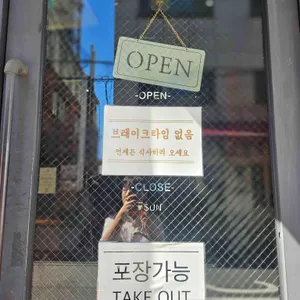 OPEN
-OPEN-
브레이크타임 없음
언제든 식사하러 오세요
-CLOSE-
SUN
포장가능
TAKE OUT